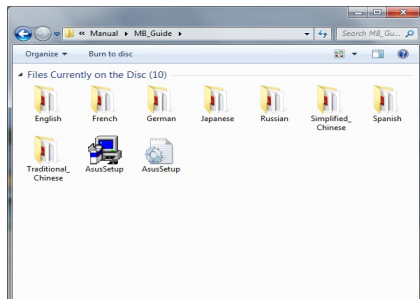 « Manual ▸ MB_Guide ▸
Search MB_Gu...
Organize ▾ Burn to disc
Files Currently on the Disc (10)
English French German Japanese Russian Simplified_ Spanish
Chinese
Traditional_ AsusSetup AsusSetup
Chinese